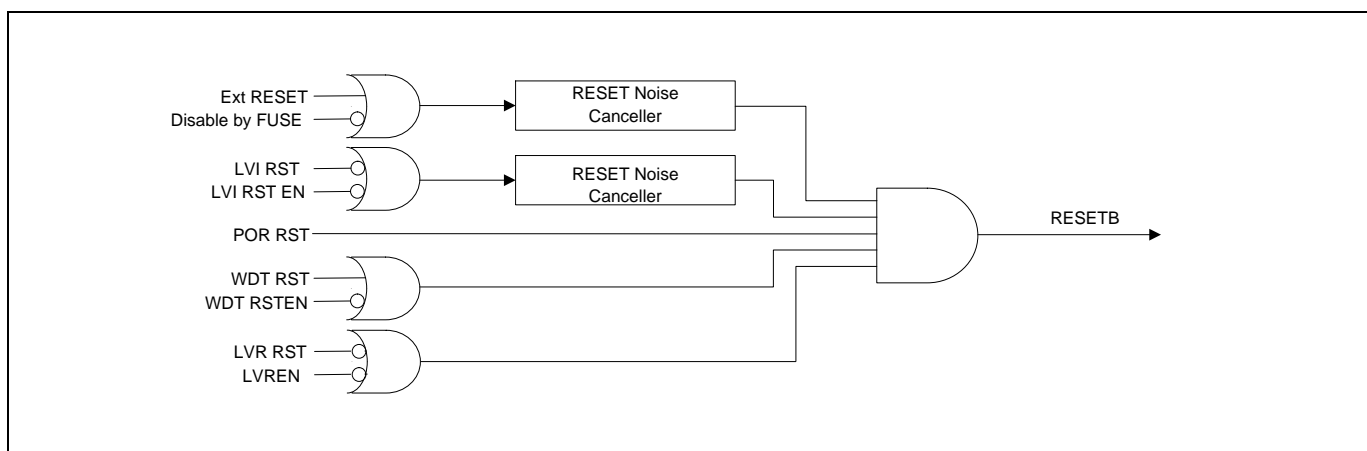 Ext RESET
Disable by FUSE
RESET Noise
Canceller
LVI RST
LVI RST EN
RESET Noise
Canceller
POR RST
RESETB
WDT RST
WDT RSTEN
LVR RST
LVREN